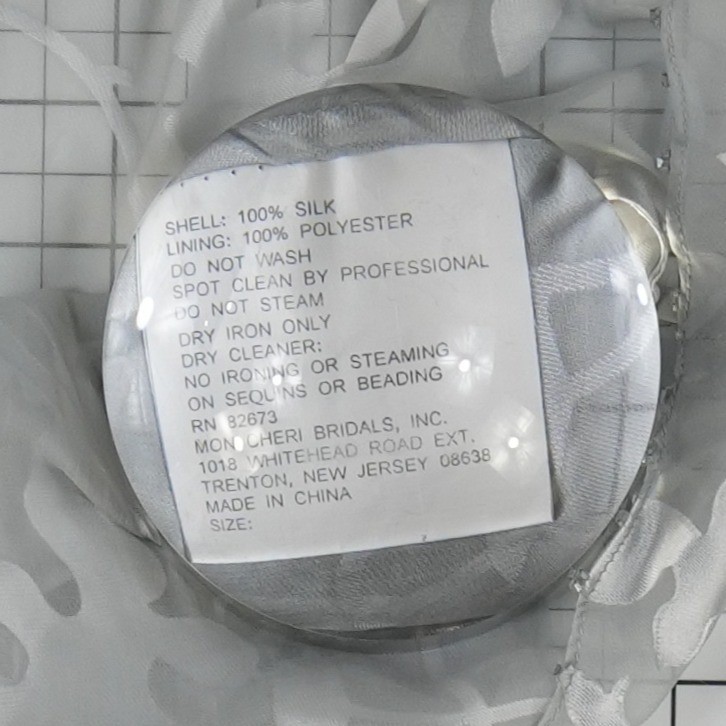 SHELL: 100% SILK
LINING: 100% POLYESTER
DO NOT WASH
SPOT CLEAN BY PROFESSIONAL
DO NOT STEAM
DRY IRON ONLY
DRY CLEANER:
NO IRONING OR STEAMING
ON SEQUINS OR BEADING
RN 82673
MON CHERI BRIDALS, INC.
1018 WHITEHEAD ROAD EXT.
TRENTON, NEW JERSEY 08638
MADE IN CHINA
SIZE: